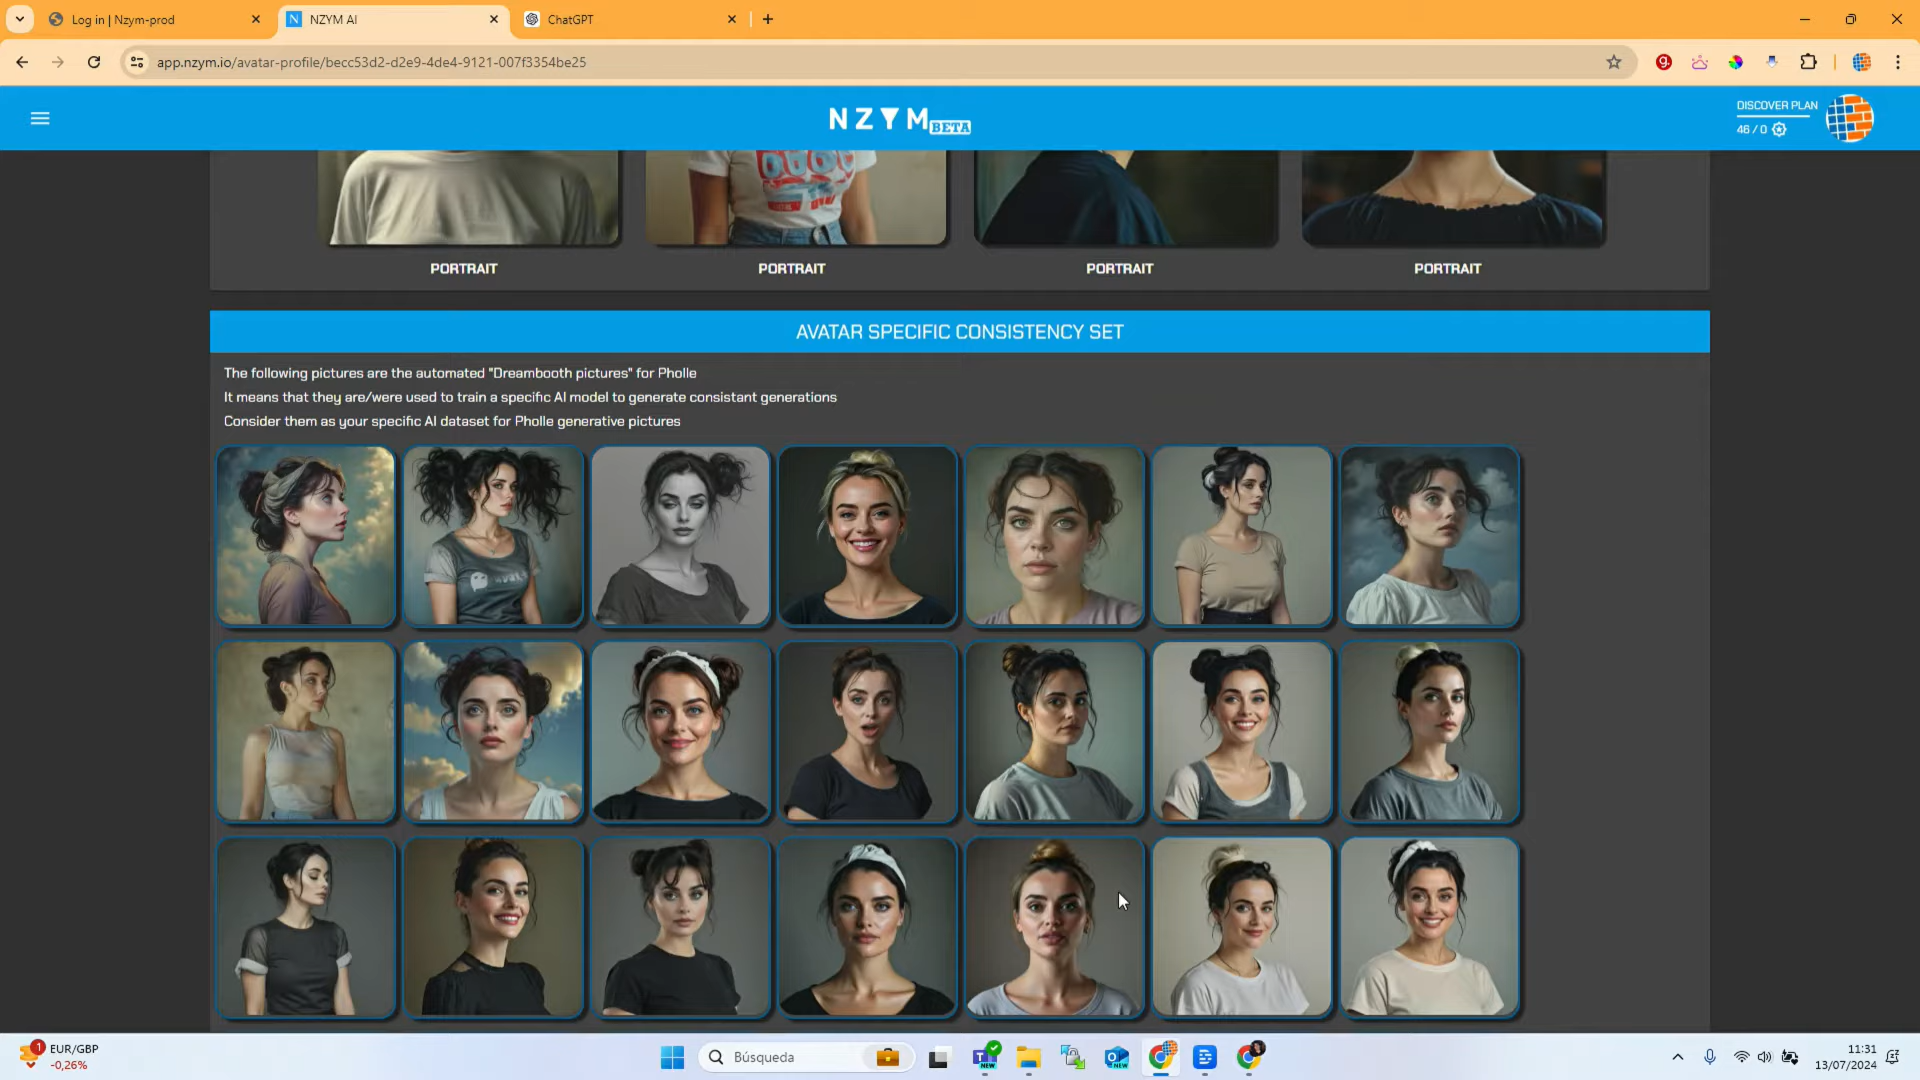 Log in | Nzym-prod
NZYM AI
ChatGPT
app.nzym.io/avatar-profile/becc53d2-d2e9-4de4-9121-007f3354be25
NZYM BETA
DISCOVER PLAN
46 / 0
PORTRAIT
PORTRAIT
PORTRAIT
PORTRAIT
AVATAR SPECIFIC CONSISTENCY SET
The following pictures are the automated "Dreambooth pictures" for Pholle
It means that they are/were used to train a specific AI model to generate consistant generations
Consider them as your specific AI dataset for Pholle generative pictures
1
EUR/GBP
-0,26%
Búsqueda
NEW
NEW
11:31
13/07/2024